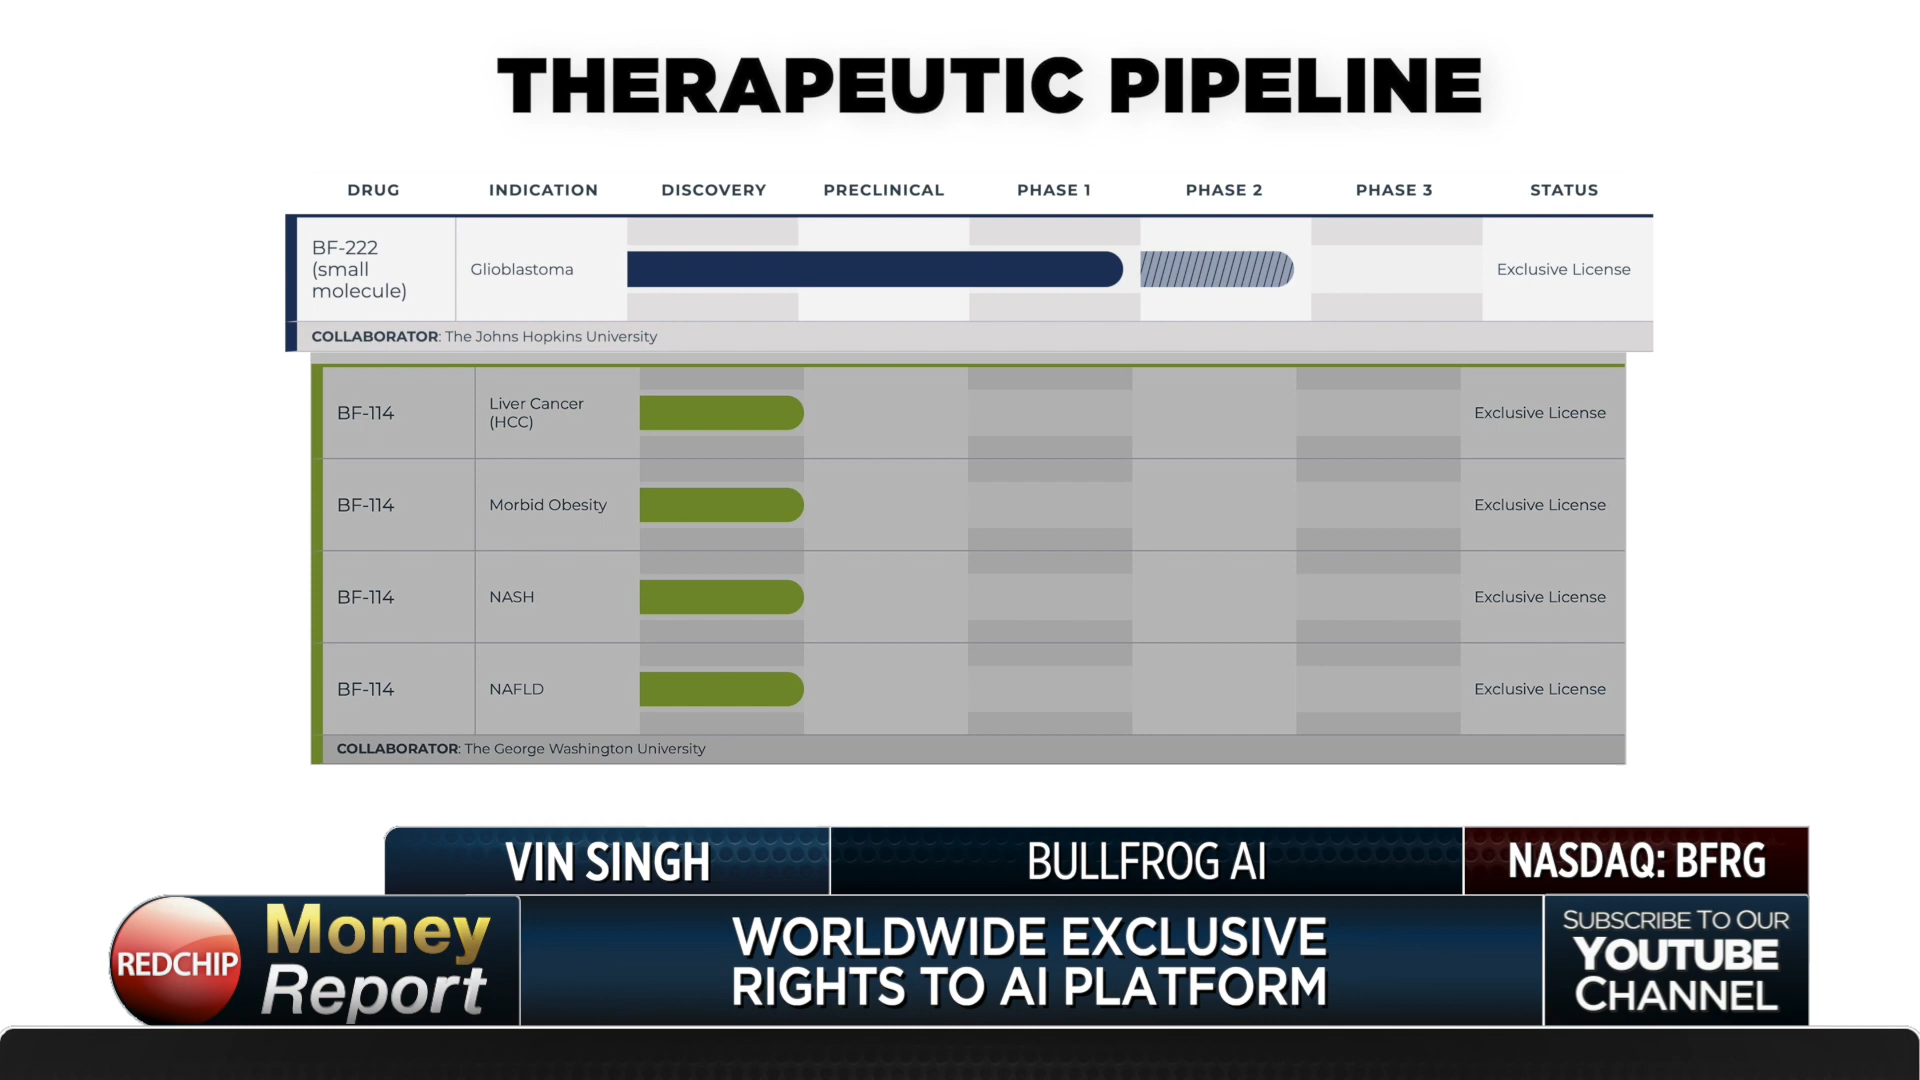 THERAPEUTIC PIPELINE
DRUG INDICATION DISCOVERY PRECLINICAL PHASE 1 PHASE 2 PHASE 3 STATUS
BF-222
(small
molecule)
Glioblastoma
Exclusive License
COLLABORATOR: The Johns Hopkins University
BF-114
Liver Cancer
(HCC)
Exclusive License
BF-114 Morbid Obesity Exclusive License
BF-114 NASH Exclusive License
BF-114 NAFLD Exclusive License
COLLABORATOR: The George Washington University
VIN SINGH
BULLFROG AI
NASDAQ: BFRG
REDCHIP
Money
Report
WORLDWIDE EXCLUSIVE
RIGHTS TO AI PLATFORM
SUBSCRIBE TO OUR
YOUTUBE
CHANNEL